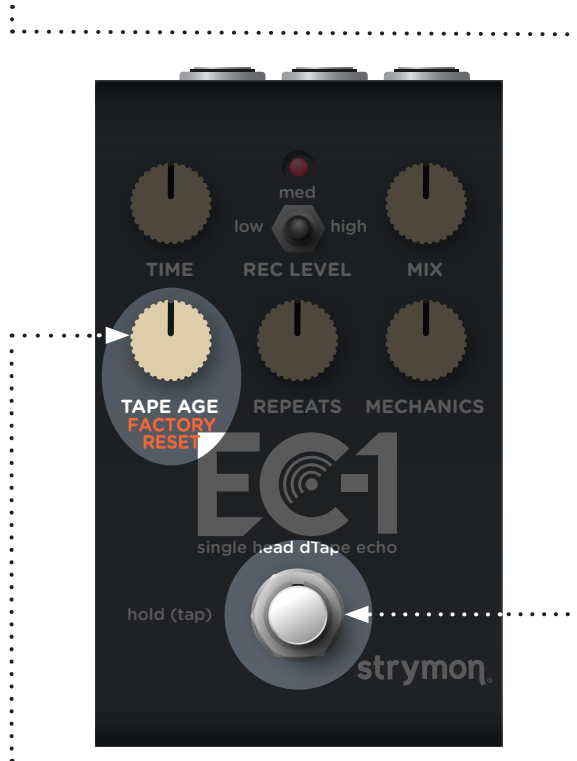 med
low high
TIME REC LEVEL MIX
TAPE AGE REPEATS MECHANICS
FACTORY
RESET
EC-1
single head dTape echo
hold (tap)
strymon®